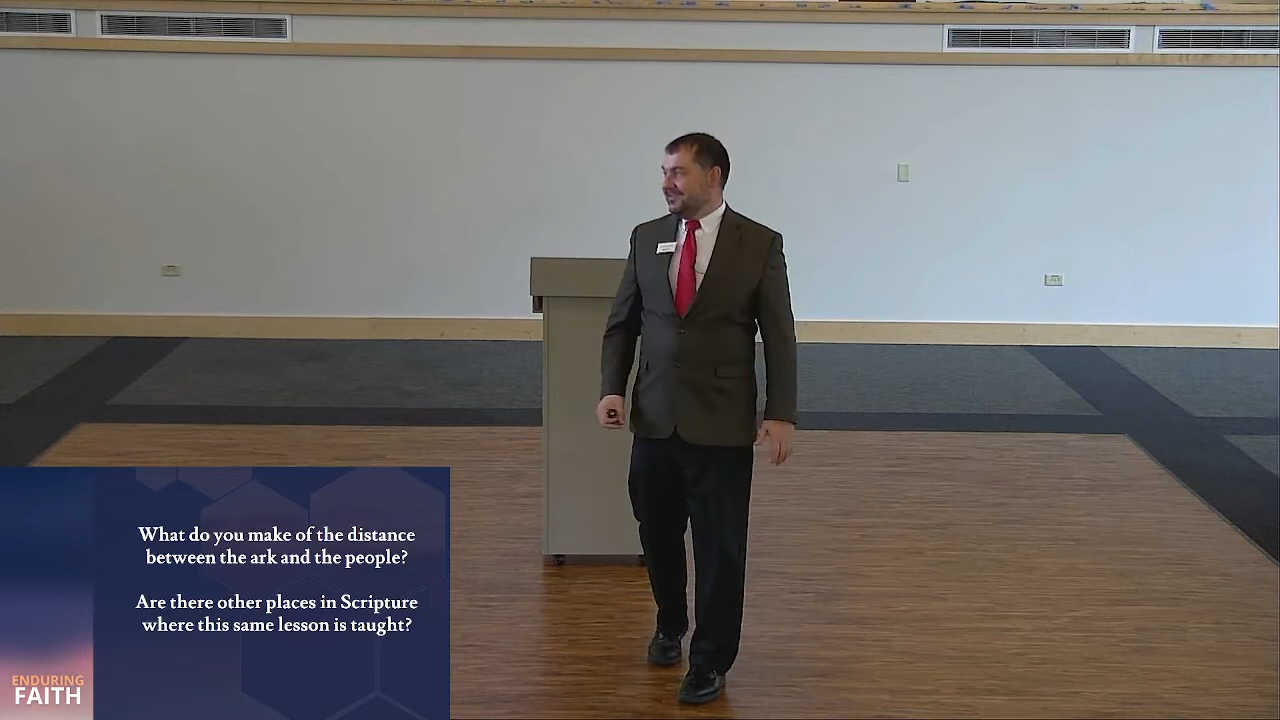 What do you make of the distance
between the ark and the people?
Are there other places in Scripture
where this same lesson is taught?
ENDURING
FAITH